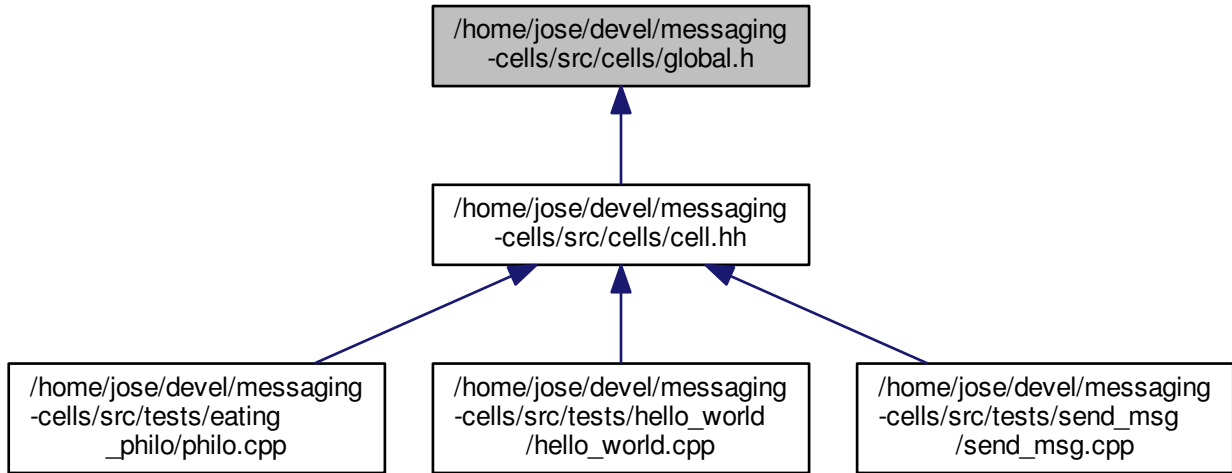 /home/jose/devel/messaging
-cells/src/cells/global.h
/home/jose/devel/messaging
-cells/src/cells/cell.hh
/home/jose/devel/messaging
-cells/src/tests/eating
_philo/philo.cpp
/home/jose/devel/messaging
-cells/src/tests/hello_world
/hello_world.cpp
/home/jose/devel/messaging
-cells/src/tests/send_msg
/send_msg.cpp